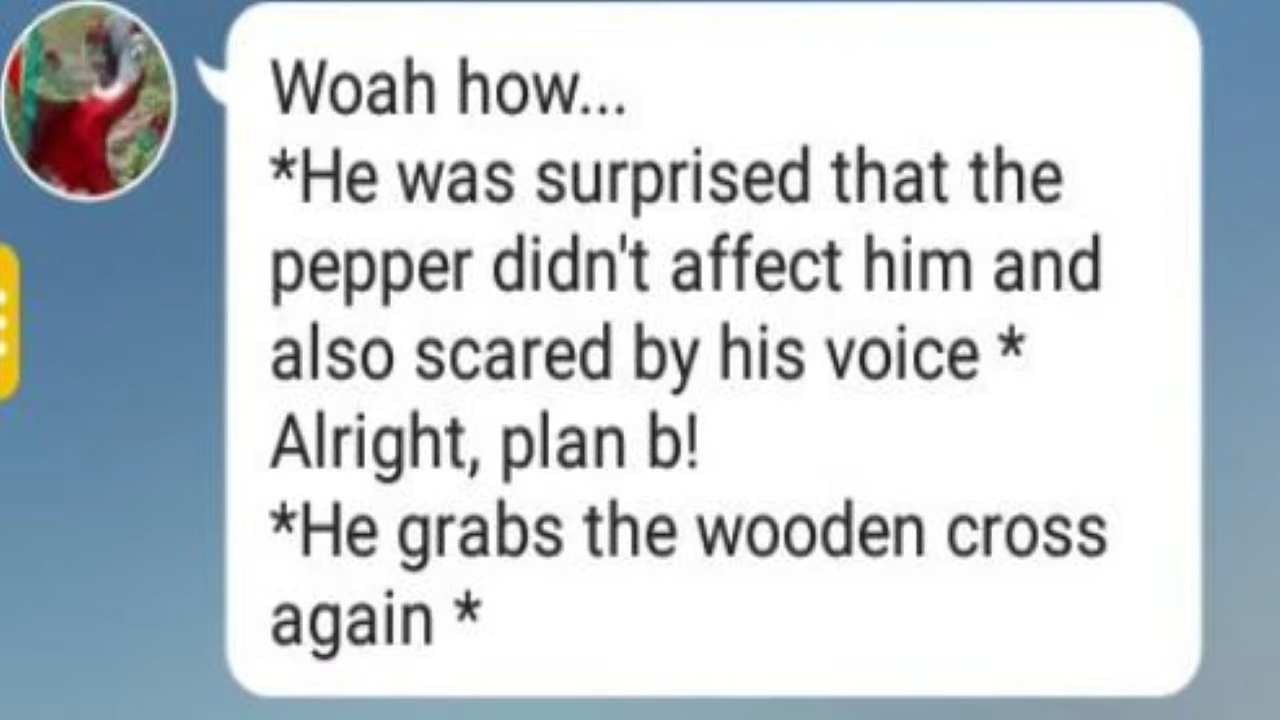 Woah how...
*He was surprised that the
pepper didn't affect him and
also scared by his voice *
Alright, plan b!
*He grabs the wooden cross
again *